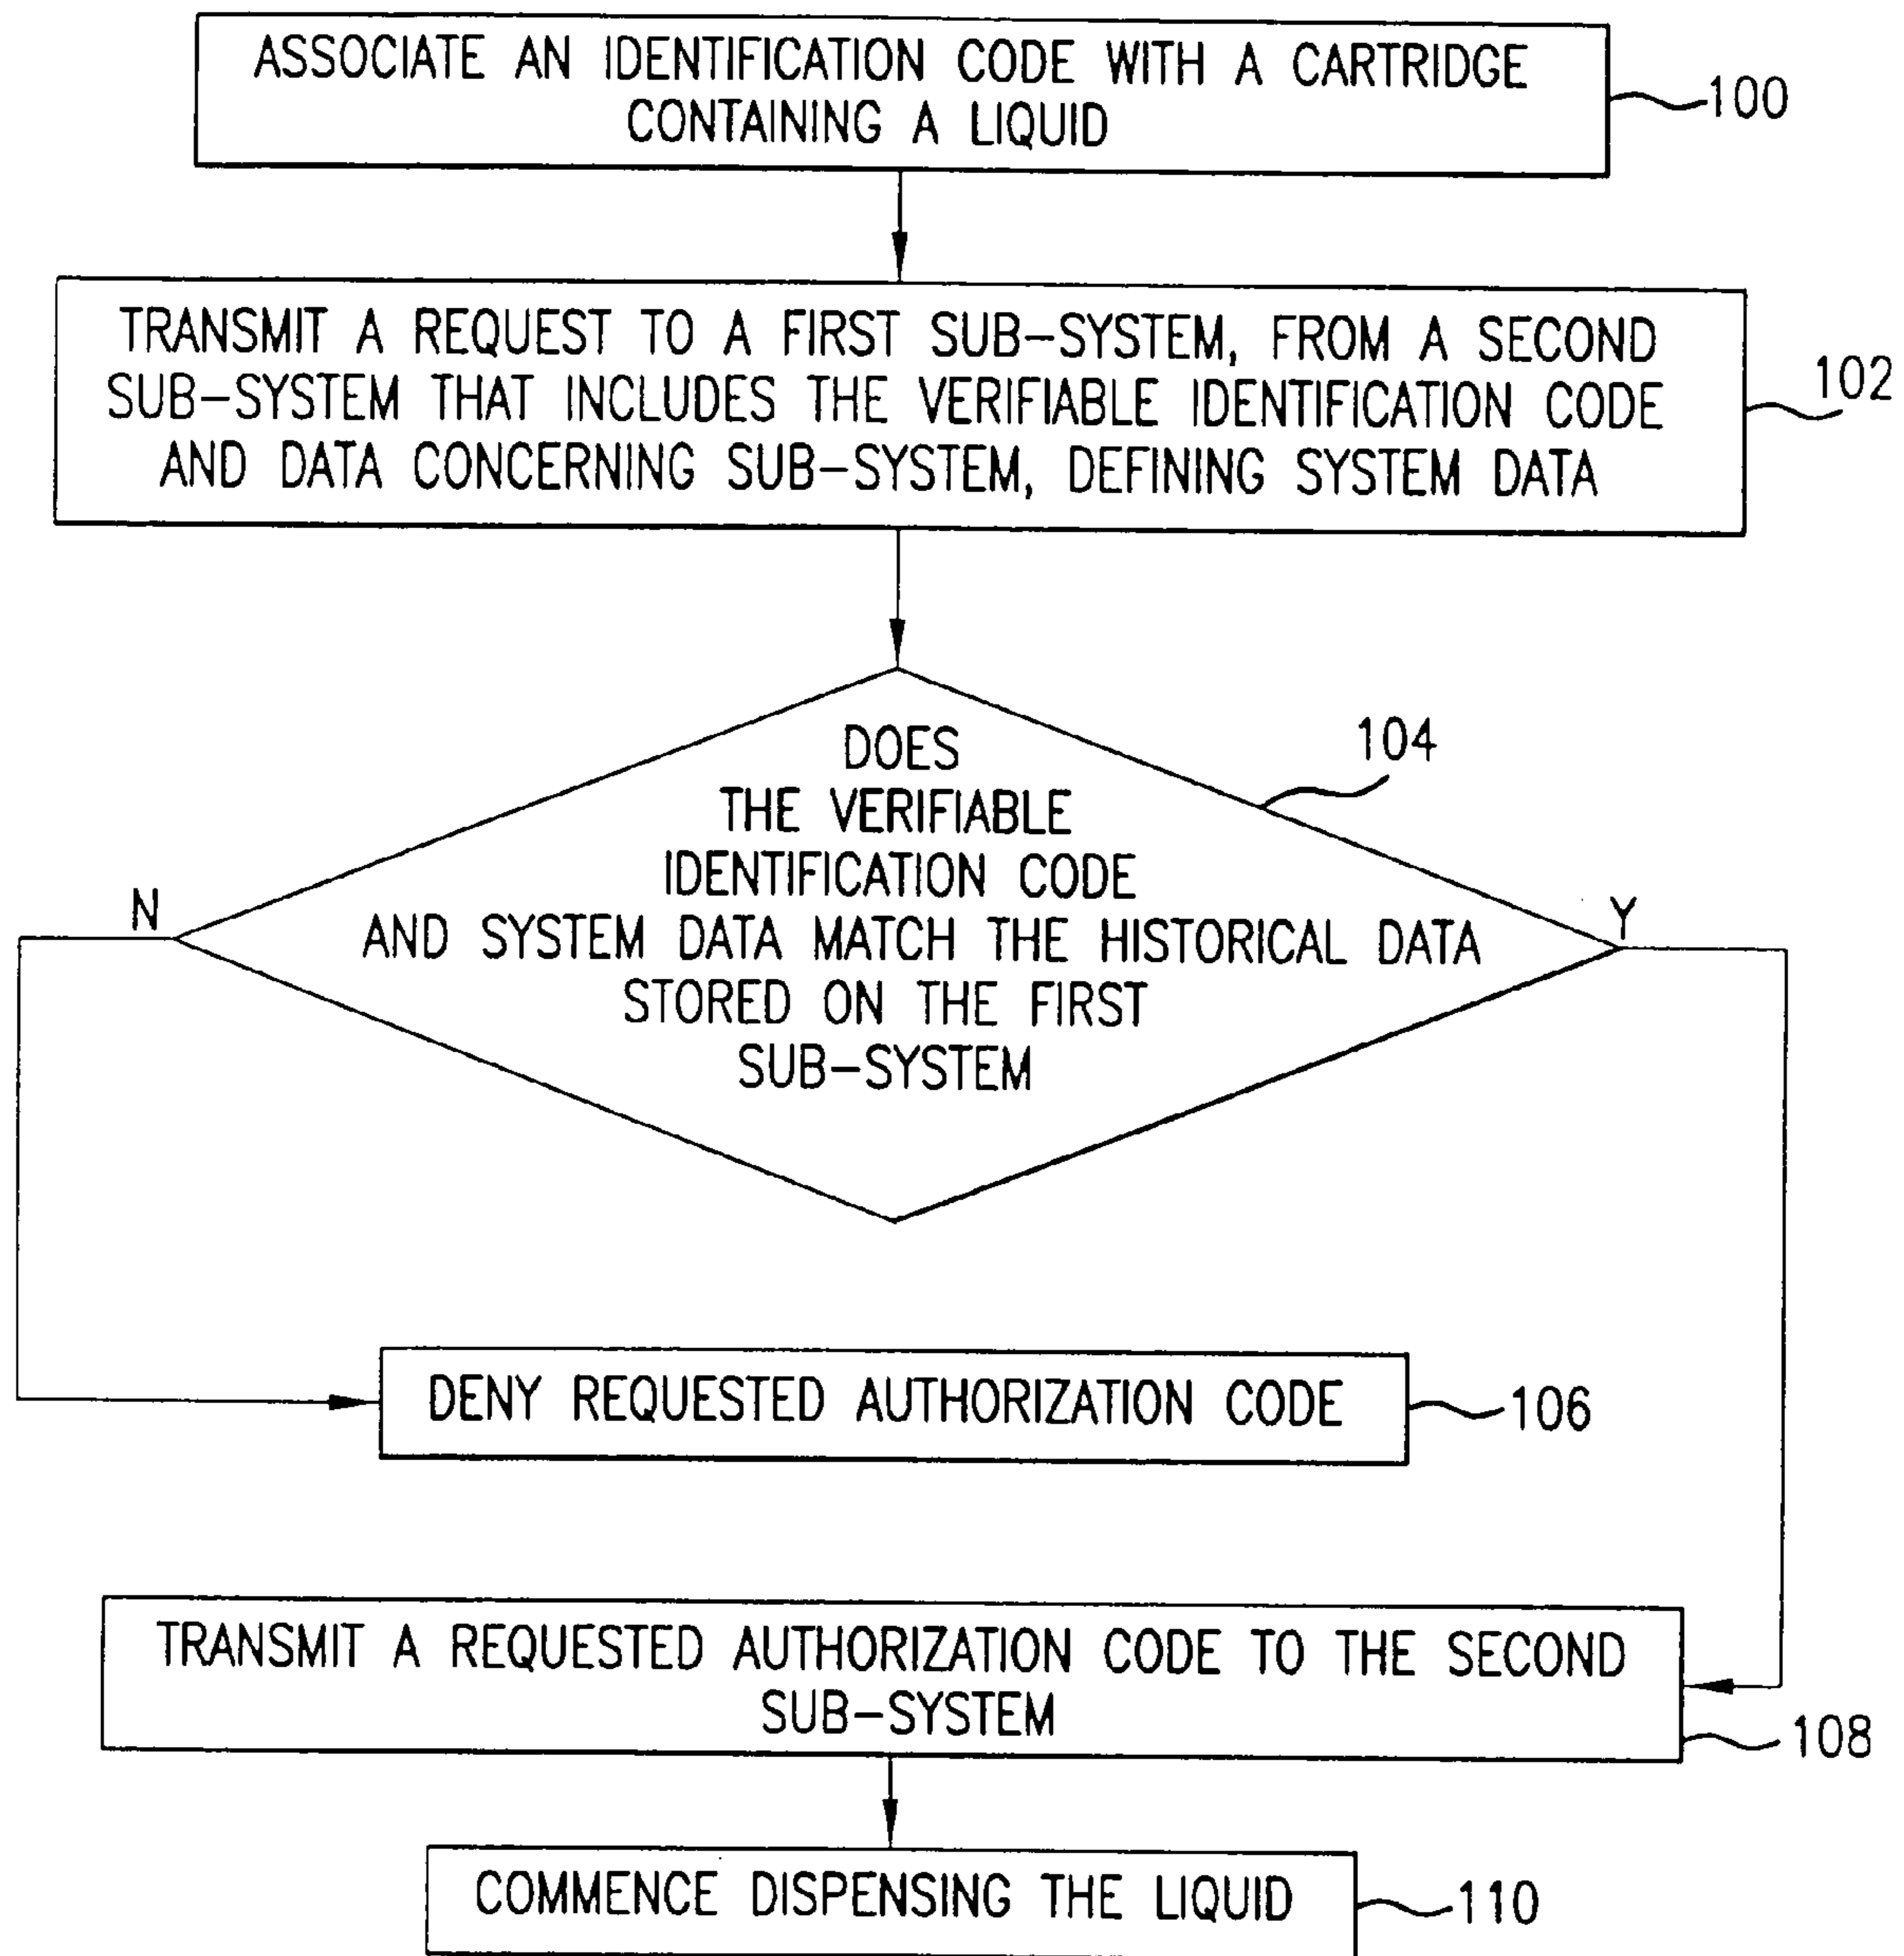 ASSOCIATE AN IDENTIFICATION CODE WITH A CARTRIDGE
CONTAINING A LIQUID
100
TRANSMIT A REQUEST TO A FIRST SUB-SYSTEM, FROM A SECOND
SUB-SYSTEM THAT INCLUDES THE VERIFIABLE IDENTIFICATION CODE
AND DATA CONCERNING SUB-SYSTEM, DEFINING SYSTEM DATA
102
DOES
THE VERIFIABLE
IDENTIFICATION CODE
AND SYSTEM DATA MATCH THE HISTORICAL DATA
STORED ON THE FIRST
SUB-SYSTEM
104
N
Y
DENY REQUESTED AUTHORIZATION CODE
106
TRANSMIT A REQUESTED AUTHORIZATION CODE TO THE SECOND
SUB-SYSTEM
108
COMMENCE DISPENSING THE LIQUID
110